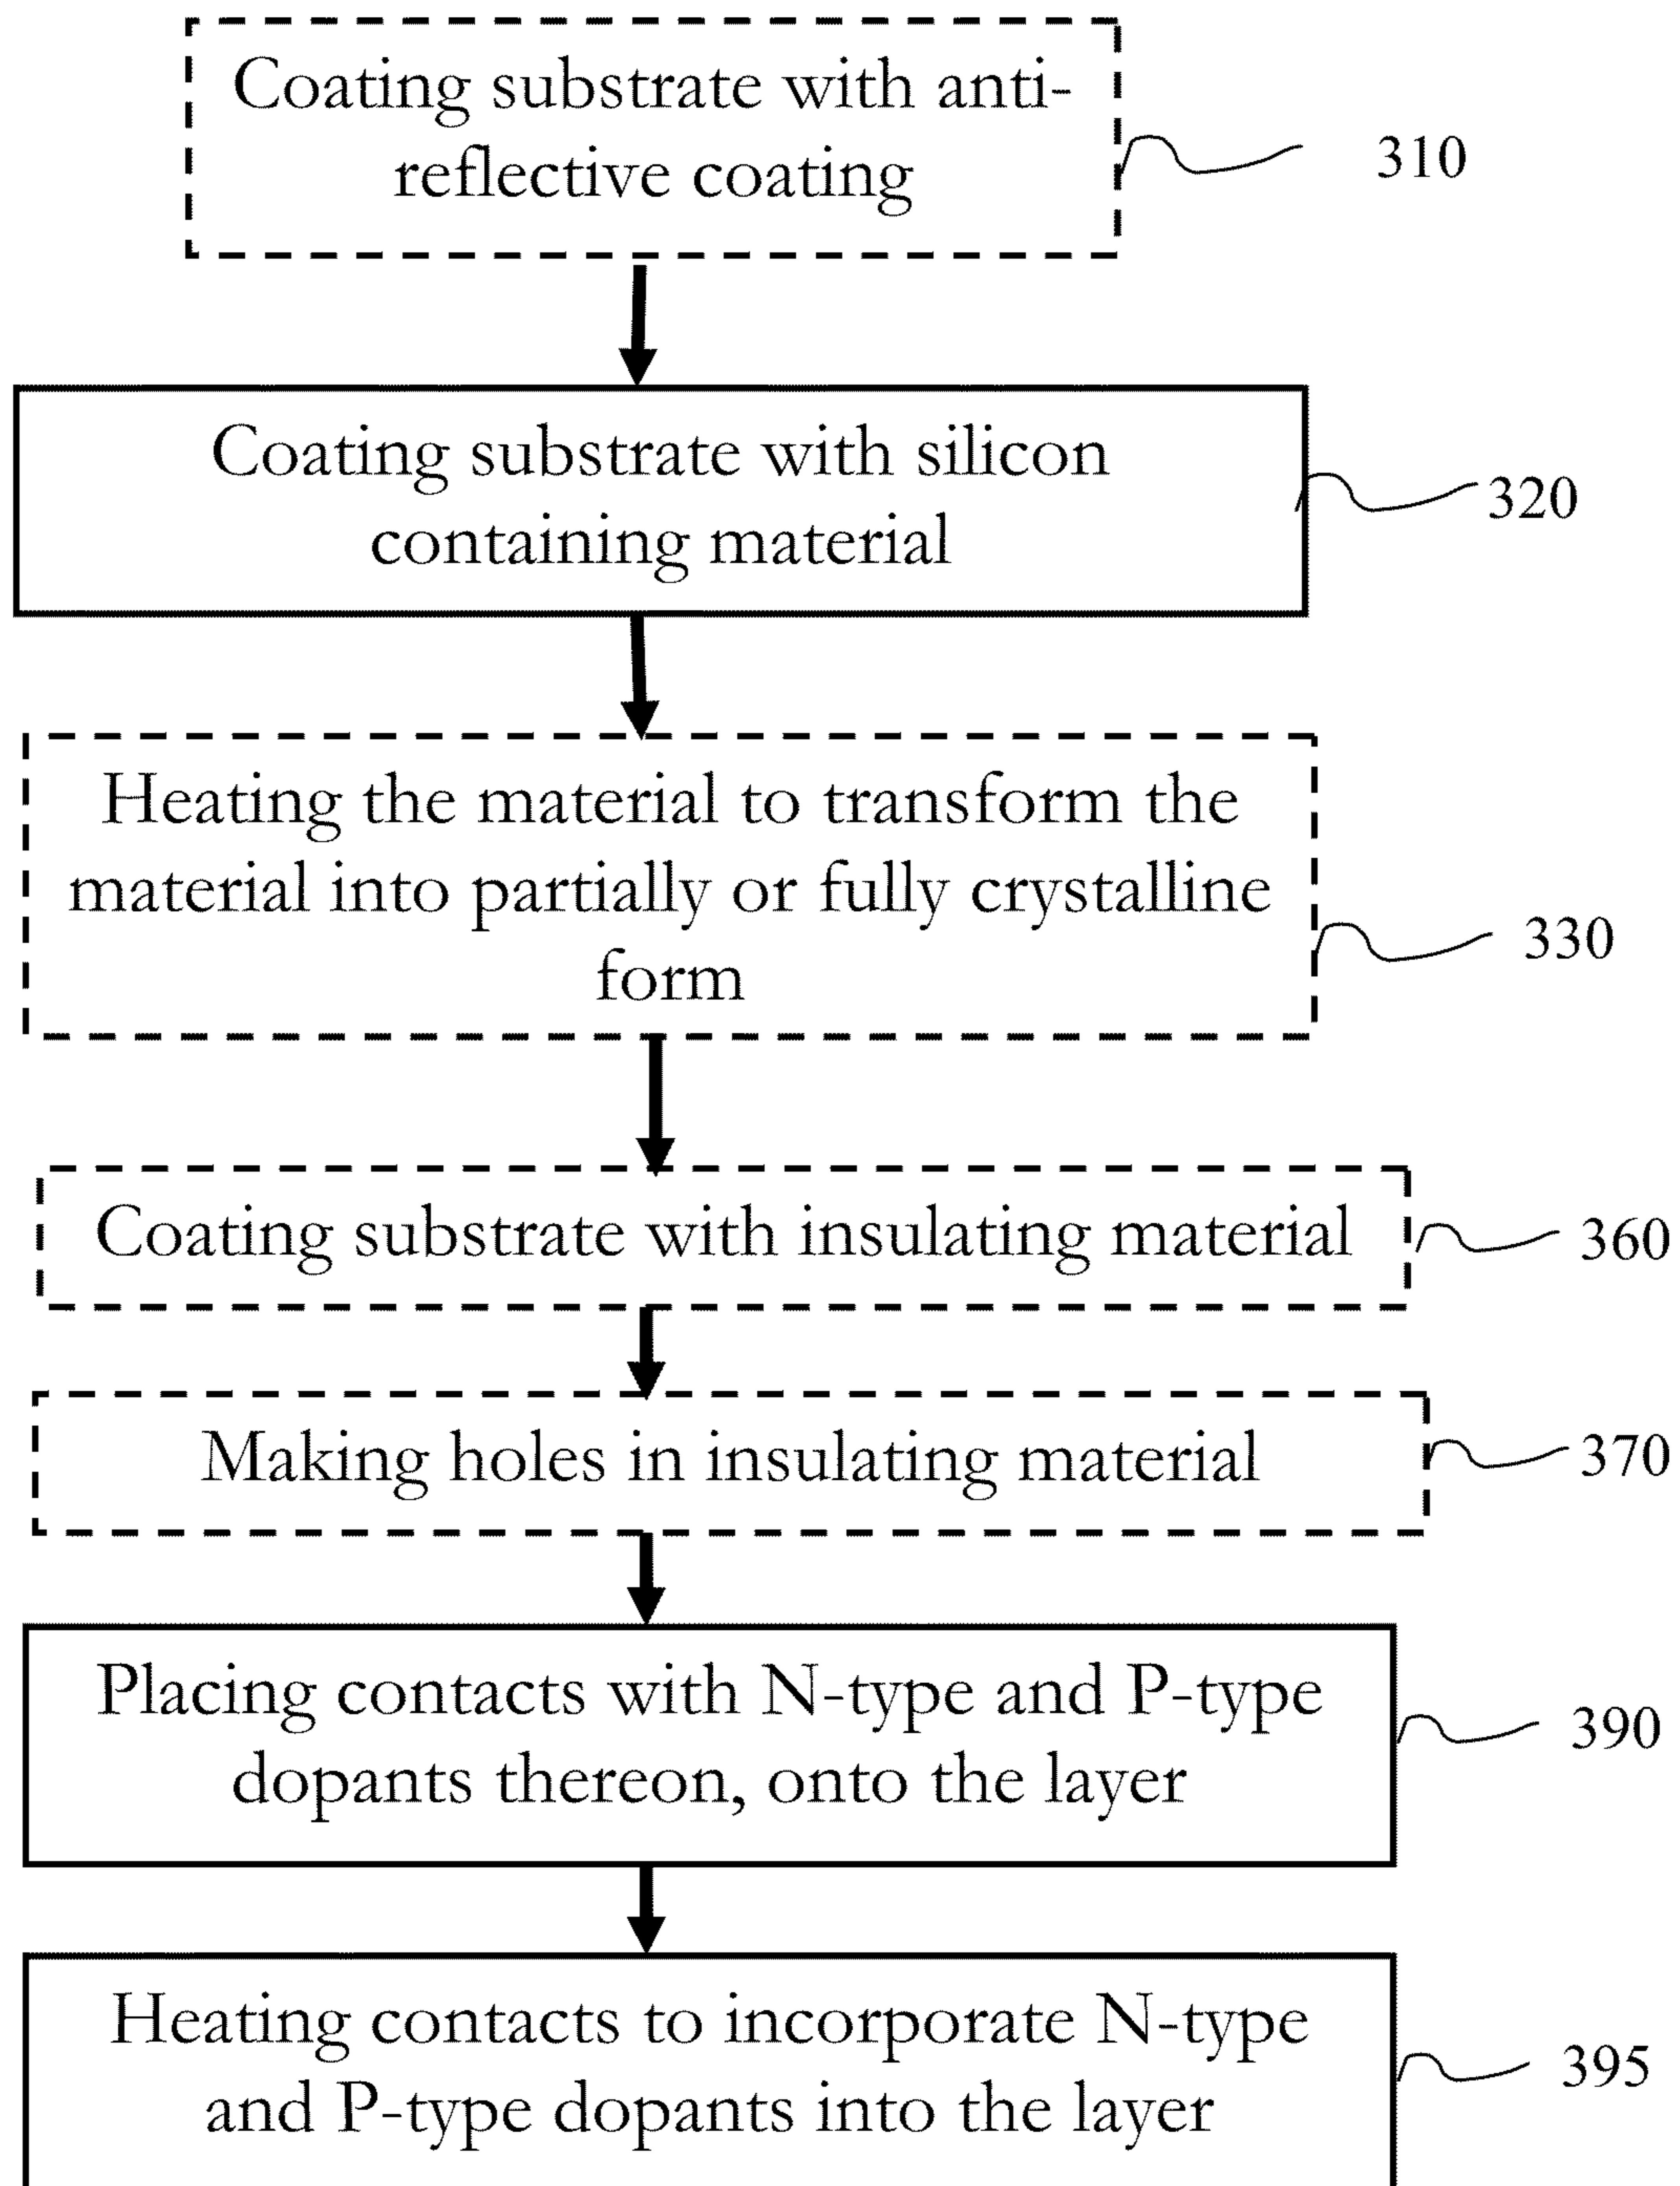 Coating substrate with anti-
reflective coating
310
Coating substrate with silicon
containing material
320
Heating the material to transform the
material into partially or fully crystalline
form
330
Coating substrate with insulating material
360
Making holes in insulating material
370
Placing contacts with N-type and P-type
dopants thereon, onto the layer
390
Heating contacts to incorporate N-type
and P-type dopants into the layer
395